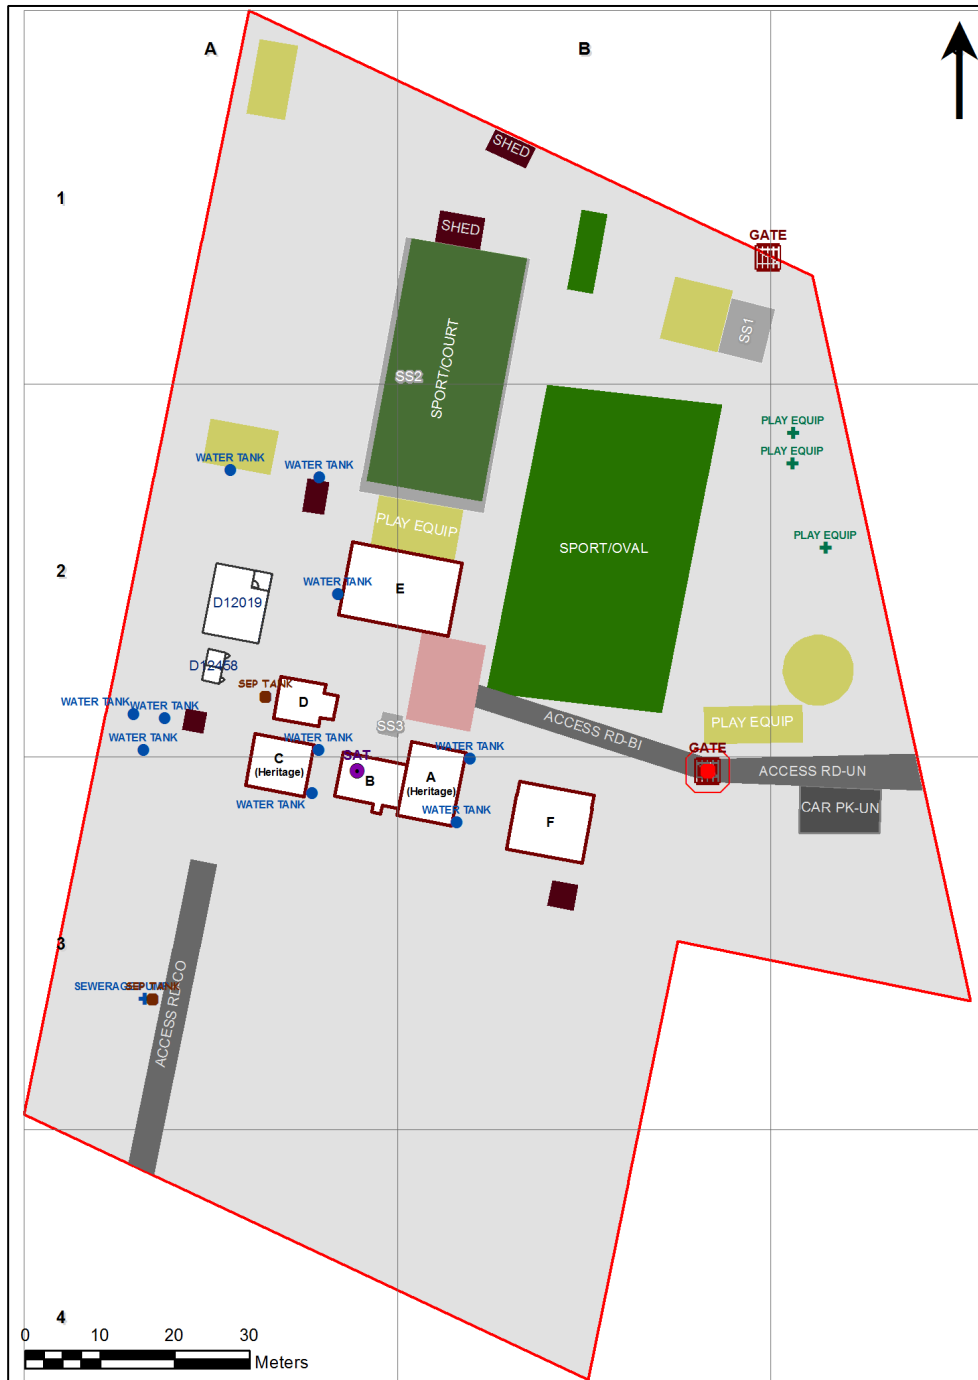 A
B
SHED
1
SHED
GATE
SS1
SS2
SPORT/COURT
PLAY EQUIP
WATER TANK
WATER TANK
PLAY EQUIP
PLAY EQUIP
PLAY EQUIP
SPORT/OVAL
2
WATER TANK
E
D12019
D12458
SEP TANK
WATER TANK
WATER TANK
D
SS3
ACCESS RD-BI
PLAY EQUIP
GATE
WATER TANK
SAT
WATER TANK
C
(Heritage)
B
A
(Heritage)
ACCESS RD-UN
WATER TANK
WATER TANK
F
CAR PK-UN
3
SEP TANK
ACCESS RD-CO
4
0 10 20 30
Meters